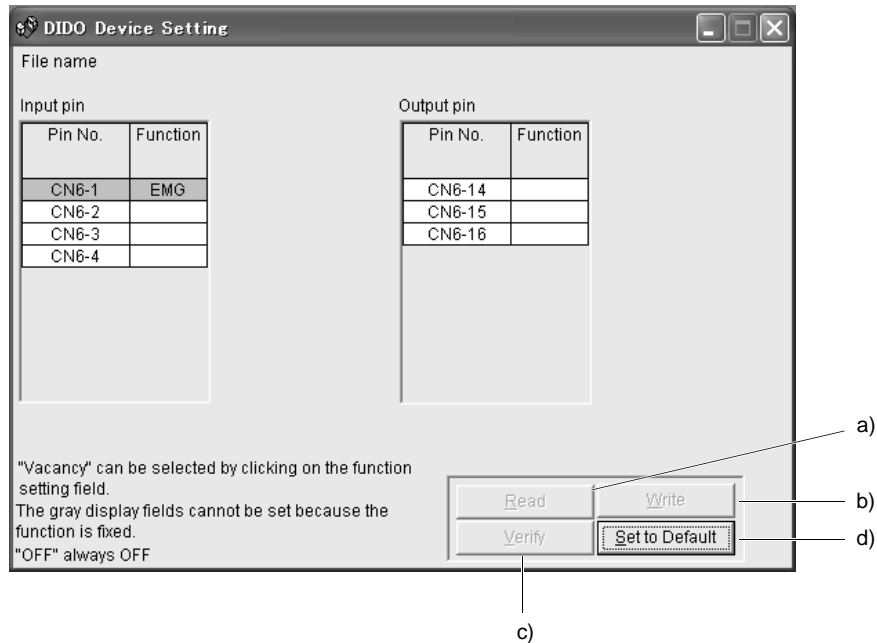 DIDO Device Setting
File name
Input pin
Pin No. Function
CN6-1 EMG
CN6-2
CN6-3
CN6-4
Output pin
Pin No. Function
CN6-14
CN6-15
CN6-16
"Vacancy" can be selected by clicking on the function
setting field.
The gray display fields cannot be set because the
function is fixed.
"OFF" always OFF
Read
Write
Verify
Set to Default
a)
b)
d)
c)